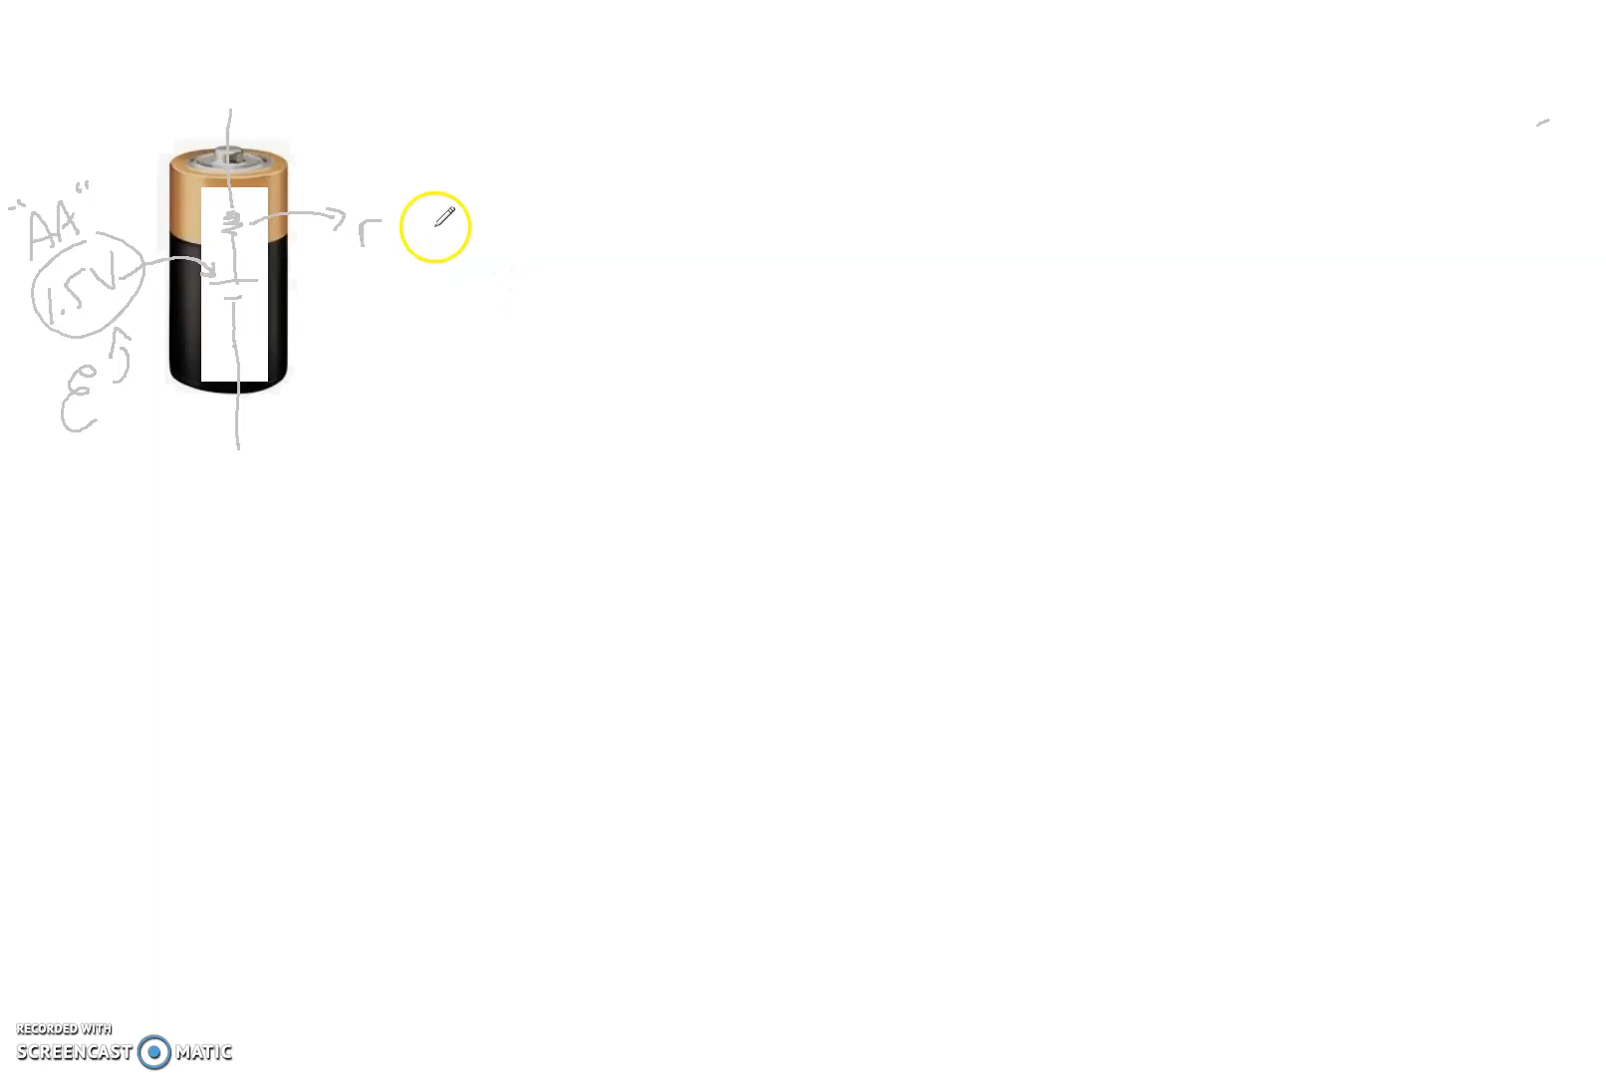 "AA"
1.5V
ε
r
RECORDED WITH
SCREENCAST MATIC